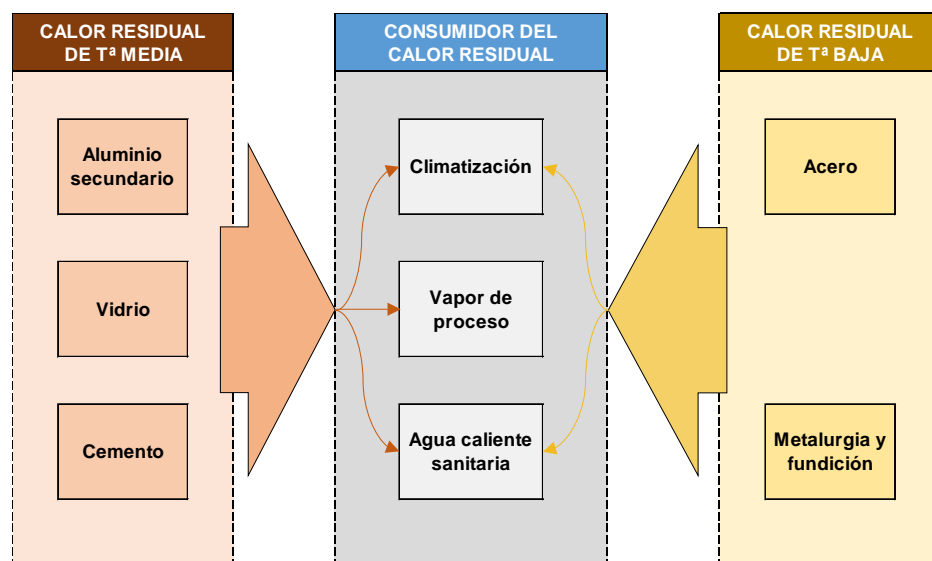 CALOR RESIDUAL
DE Tª MEDIA
CONSUMIDOR DEL
CALOR RESIDUAL
CALOR RESIDUAL
DE Tª BAJA
Aluminio
secundario
Climatización
Acero
Vidrio
Vapor de
proceso
Cemento
Agua caliente
sanitaria
Metalurgia y
fundición